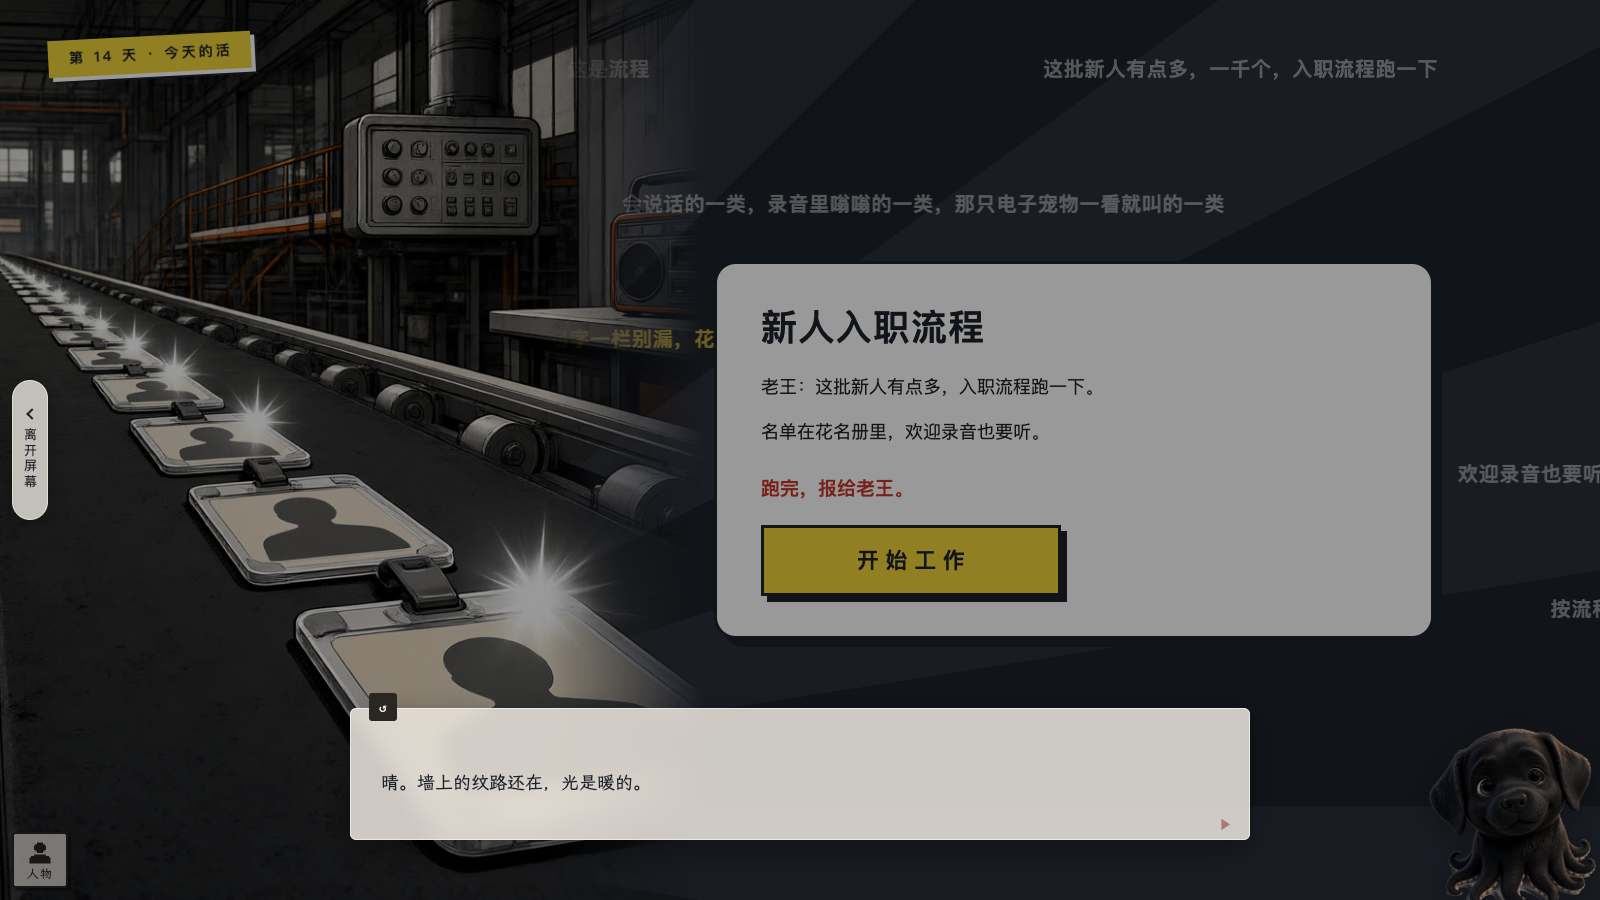 第 14 天 · 今天的活
这是流程
这批新人有点多，一千个，入职流程跑一下
会说话的一类，录音里嗡嗡的一类，那只电子宠物一看就叫的一类
新人入职流程
字一栏别漏，花
老王：这批新人有点多，入职流程跑一下。
名单在花名册里，欢迎录音也要听。
欢迎录音也要听
跑完，报给老王。
离开屏幕
开始工作
按流程
晴。墙上的纹路还在，光是暖的。
人物